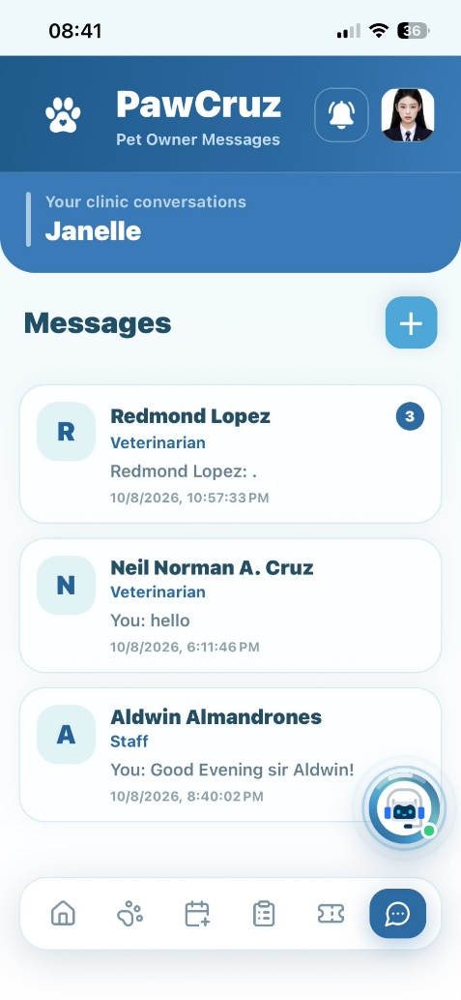 08:41
36
PawCruz
Pet Owner Messages
Your clinic conversations
Janelle
Messages
R
Redmond Lopez
3
Veterinarian
Redmond Lopez: .
10/8/2026, 10:57:33 PM
N
Neil Norman A. Cruz
Veterinarian
You: hello
10/8/2026, 6:11:46 PM
A
Aldwin Almandrones
Staff
You: Good Evening sir Aldwin!
10/8/2026, 8:40:02 PM